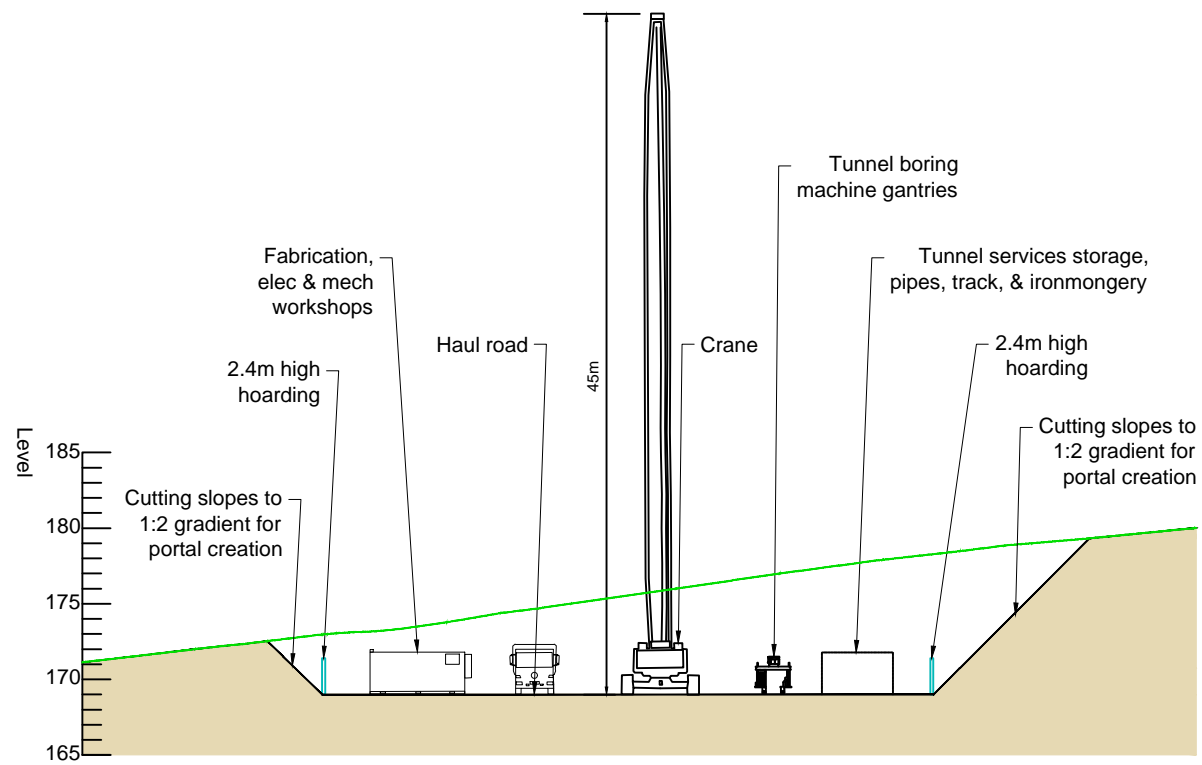 Tunnel boring
machine gantries
Fabrication,
elec & mech
workshops
Tunnel services storage,
pipes, track, & ironmongery
Haul road
45m
Crane
2.4m high
hoarding
2.4m high
hoarding
Cutting slopes to
1:2 gradient for
portal creation
Cutting slopes to
1:2 gradient for
portal creation
Level
185
180
175
170
165